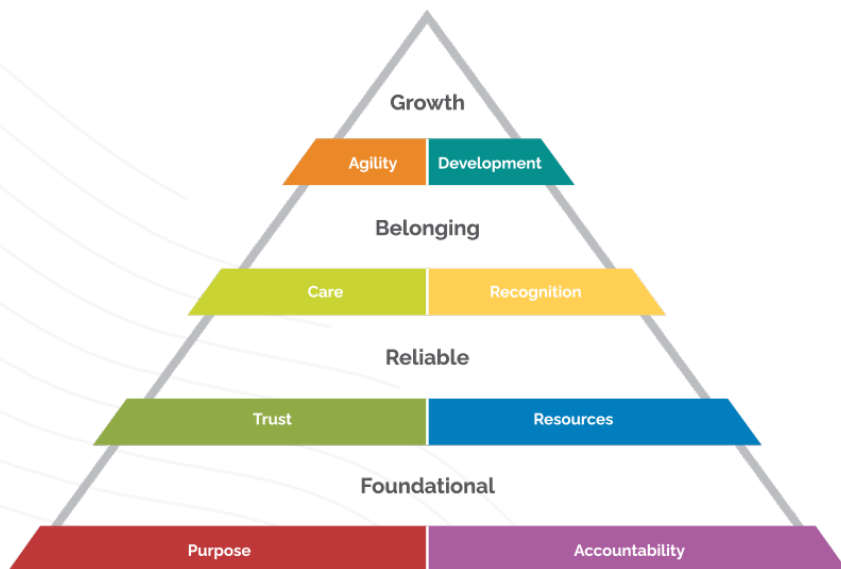 Growth
Agility Development
Belonging
Care Recognition
Reliable
Trust Resources
Foundational
Purpose Accountability